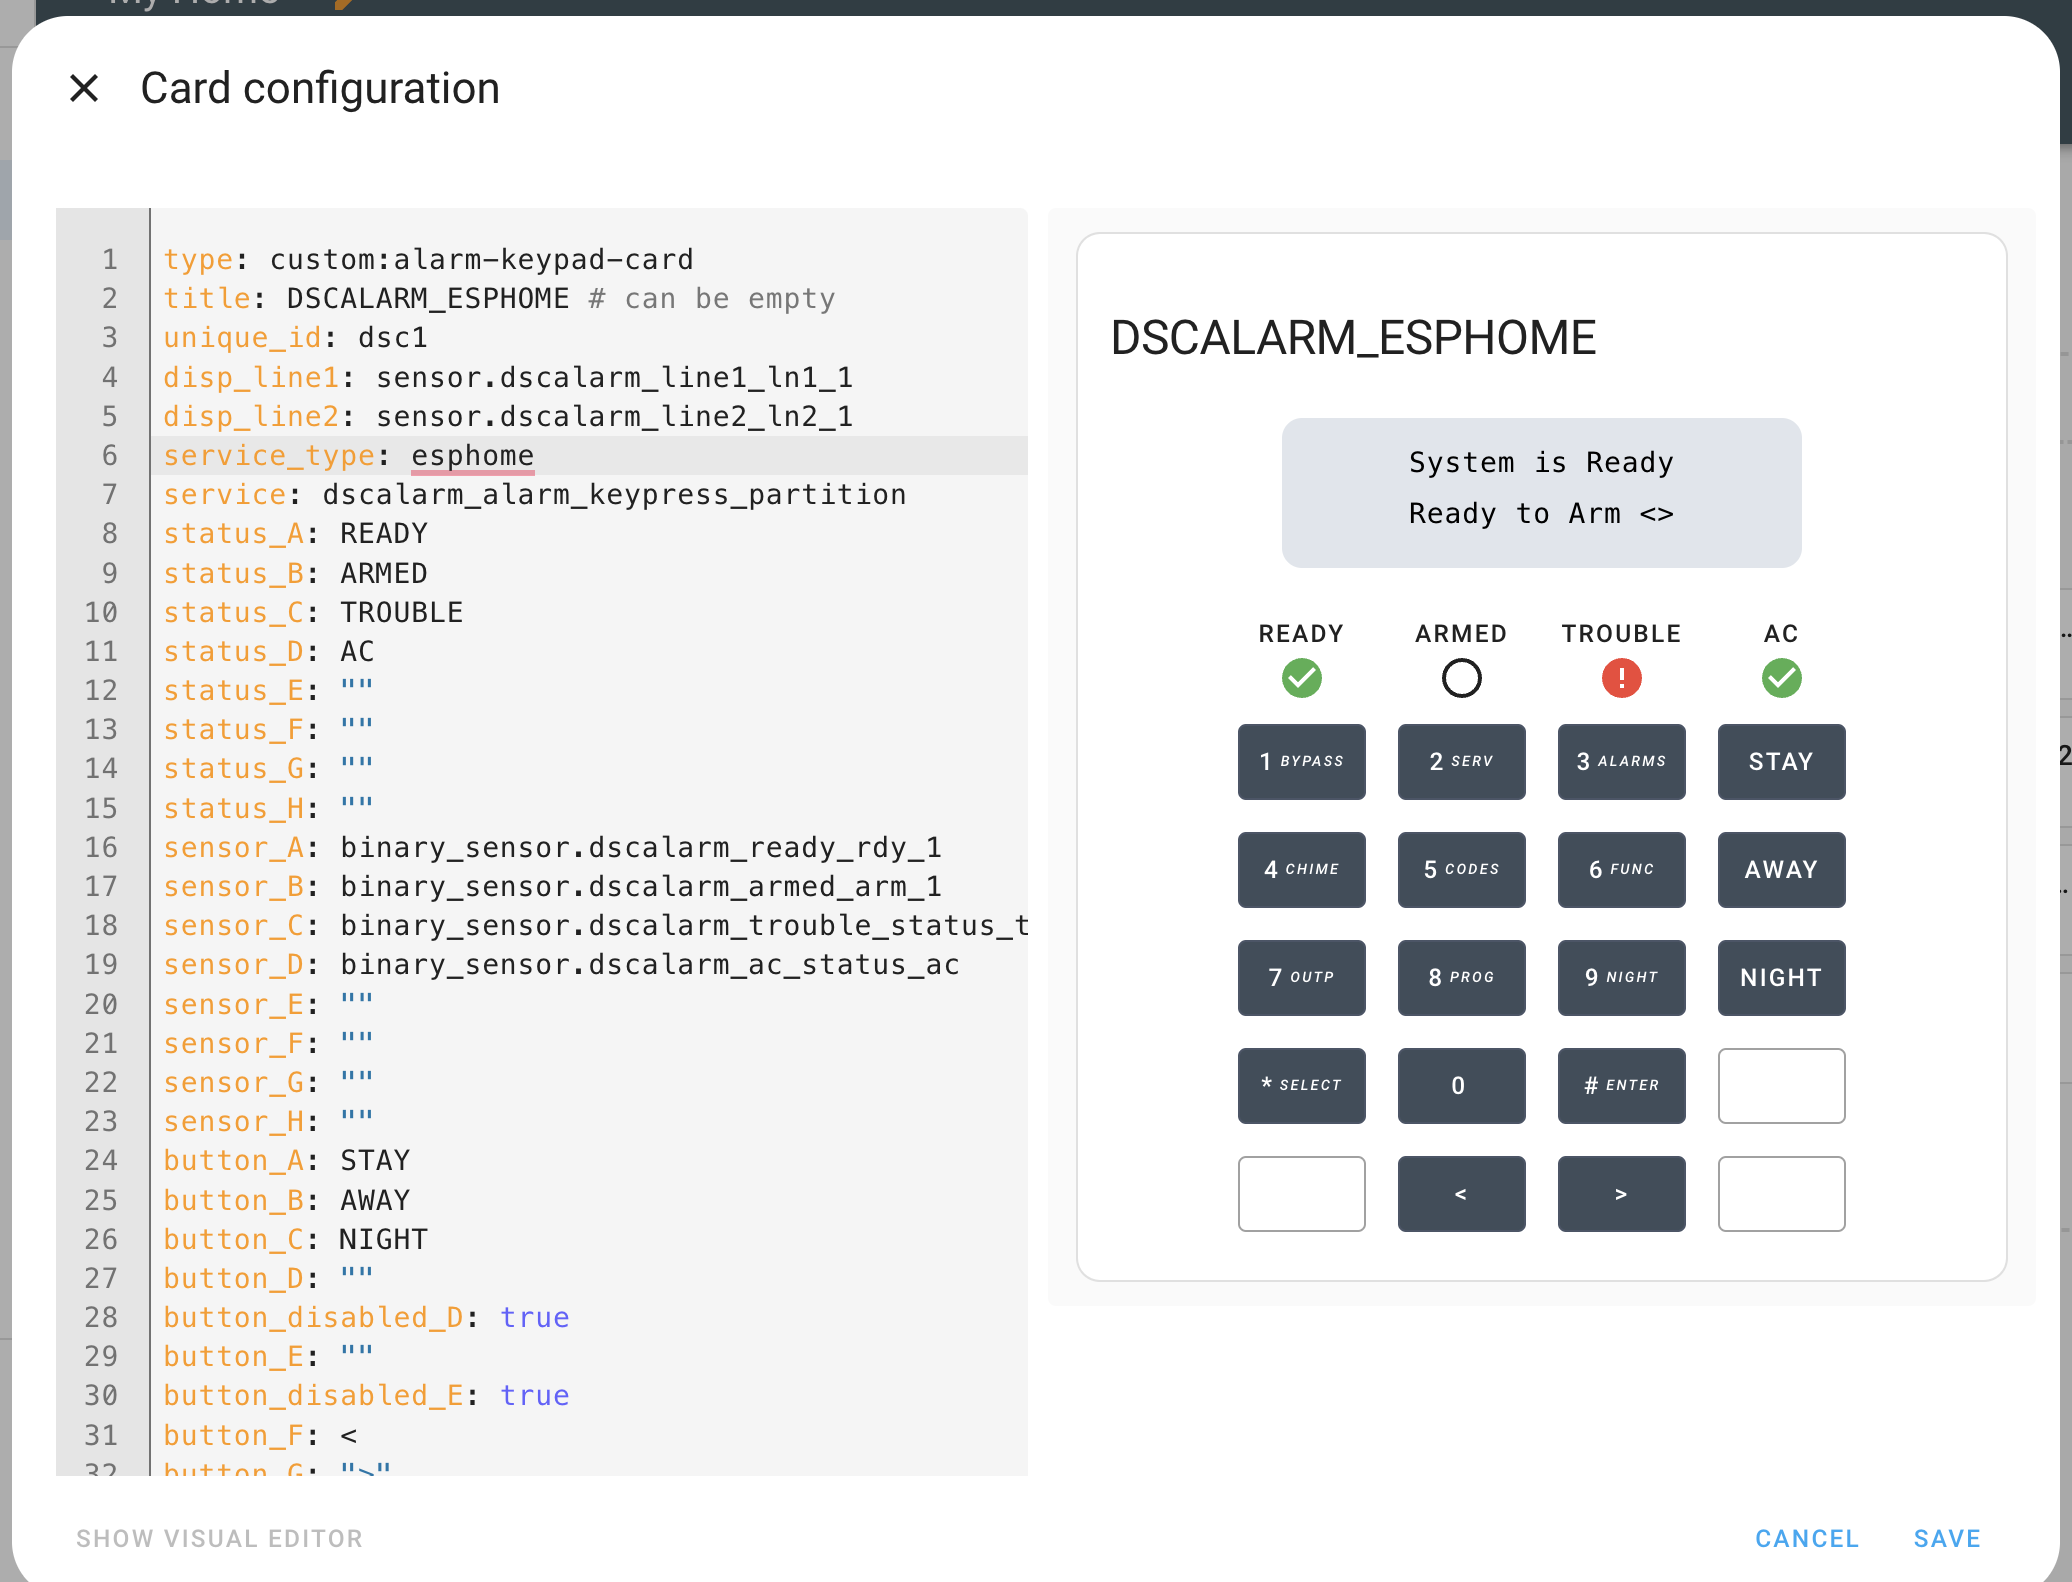 My Home
Card configuration
1 type: custom:alarm-keypad-card
2 title: DSCALARM_ESPHOME # can be empty
3 unique_id: dsc1
4 disp_line1: sensor.dscalarm_line1_ln1_1
5 disp_line2: sensor.dscalarm_line2_ln2_1
6 service_type: esphome
7 service: dscalarm_alarm_keypress_partition
8 status_A: READY
9 status_B: ARMED
10 status_C: TROUBLE
11 status_D: AC
12 status_E: ""
13 status_F: ""
14 status_G: ""
15 status_H: ""
16 sensor_A: binary_sensor.dscalarm_ready_rdy_1
17 sensor_B: binary_sensor.dscalarm_armed_arm_1
18 sensor_C: binary_sensor.dscalarm_trouble_status_t
19 sensor_D: binary_sensor.dscalarm_ac_status_ac
20 sensor_E: ""
21 sensor_F: ""
22 sensor_G: ""
23 sensor_H: ""
24 button_A: STAY
25 button_B: AWAY
26 button_C: NIGHT
27 button_D: ""
28 button_disabled_D: true
29 button_E: ""
30 button_disabled_E: true
31 button_F: <
32 button_G: ">"
DSCALARM_ESPHOME
System is Ready
Ready to Arm <>
READY ARMED TROUBLE AC
1 BYPASS 2 SERV 3 ALARMS STAY
4 CHIME 5 CODES 6 FUNC AWAY
7 OUTP 8 PROG 9 NIGHT NIGHT
* SELECT 0 # ENTER
< >
SHOW VISUAL EDITOR
CANCEL SAVE